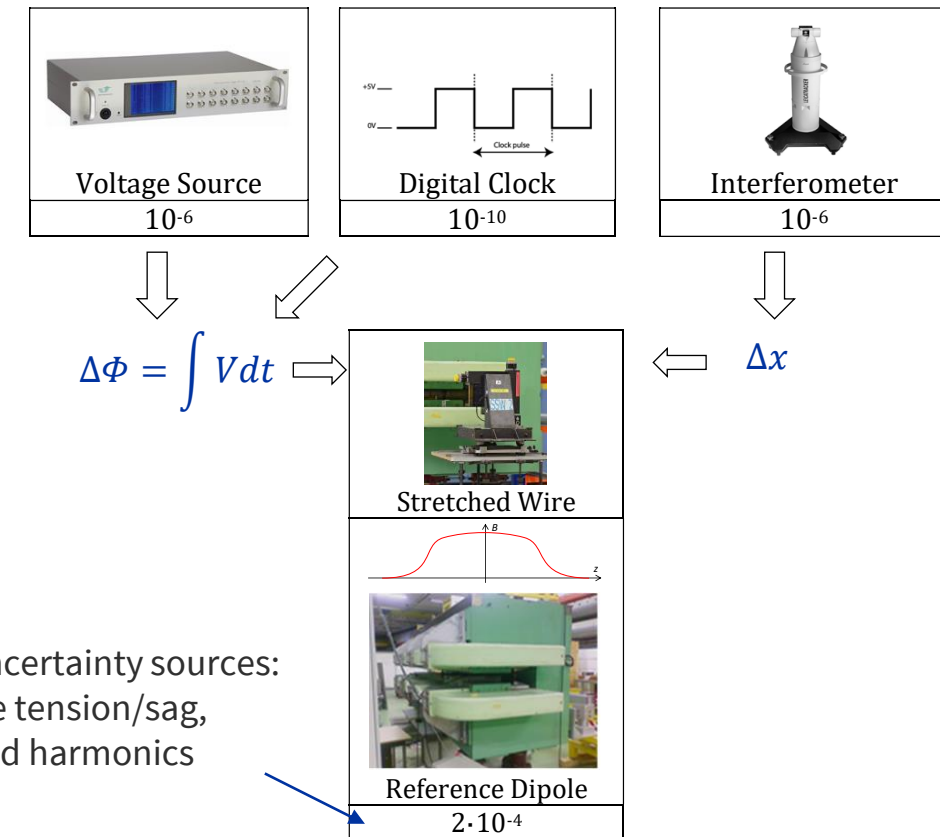 +5V
0V
Clock pulse
Voltage Source
Digital Clock
Interferometer
10⁻⁶
10⁻¹⁰
10⁻⁶
ΔΦ = ∫ Vdt
Δx
Stretched Wire
B
z
ncertainty sources:
e tension/sag,
d harmonics
Reference Dipole
2·10⁻⁴